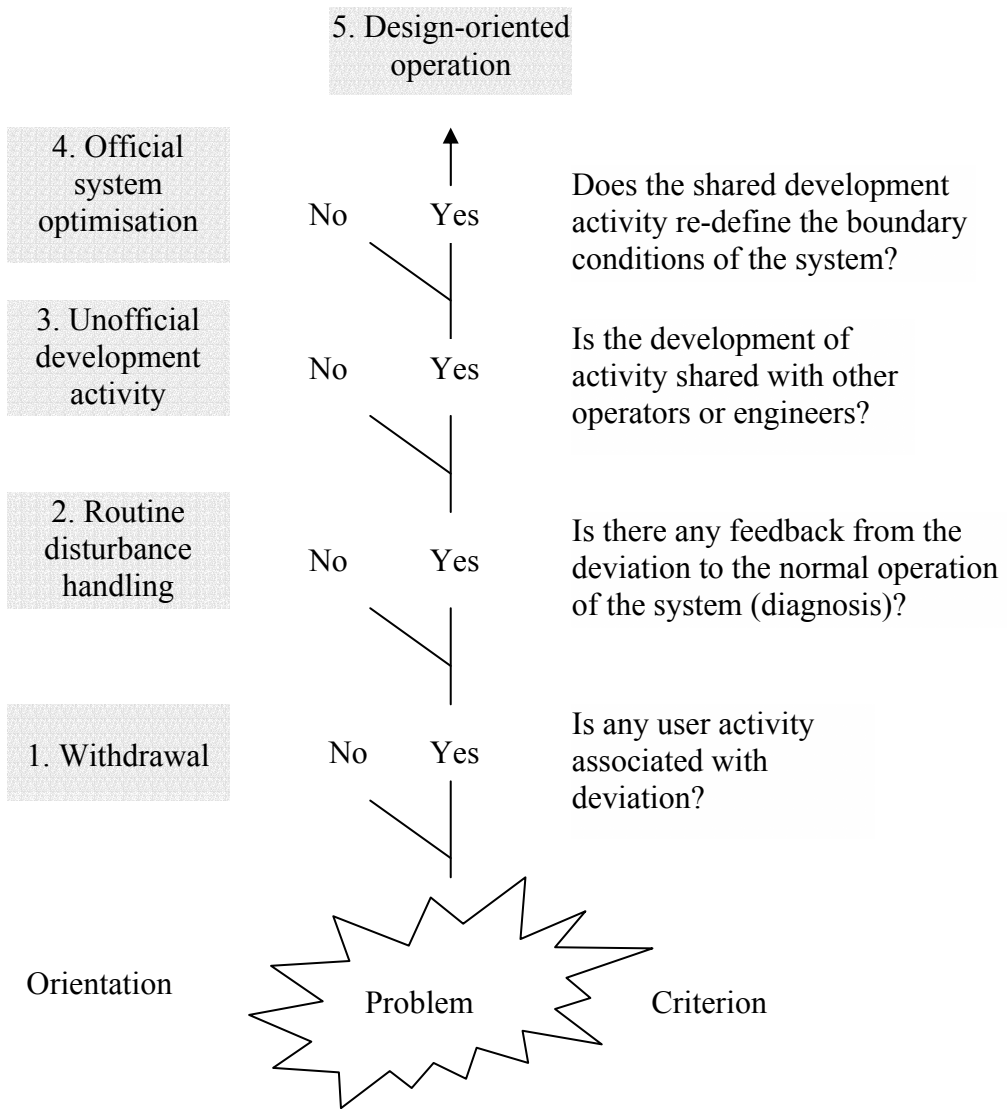 5. Design-oriented
operation
4. Official
system
optimisation
No Yes
Does the shared development
activity re-define the boundary
conditions of the system?
3. Unofficial
development
activity
No Yes
Is the development of
activity shared with other
operators or engineers?
2. Routine
disturbance
handling
No Yes
Is there any feedback from the
deviation to the normal operation
of the system (diagnosis)?
1. Withdrawal
No Yes
Is any user activity
associated with
deviation?
Orientation
Problem
Criterion